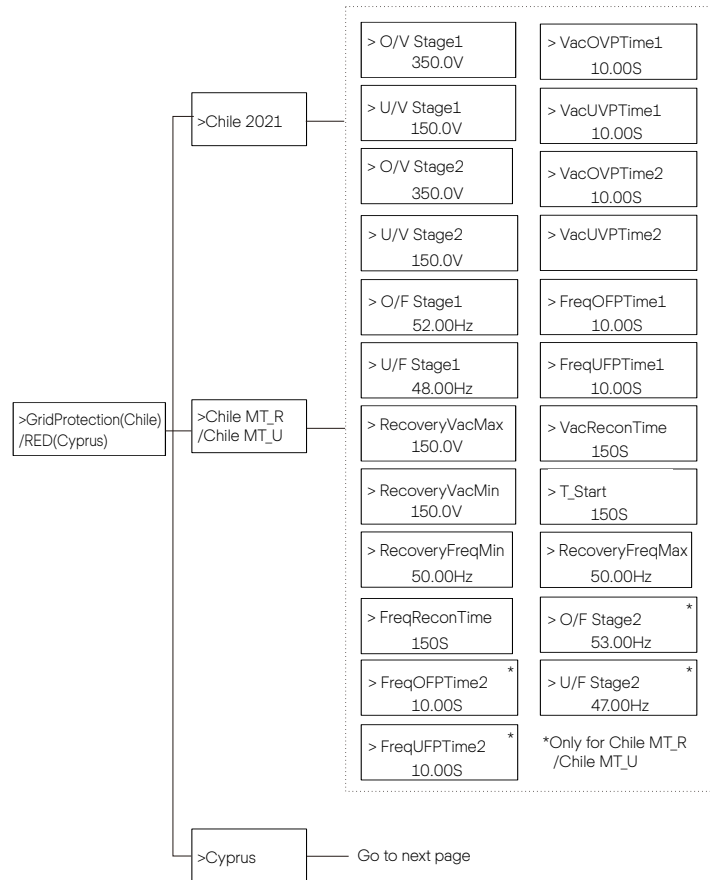 >GridProtection(Chile)
/RED(Cyprus)
>Chile 2021
>Chile MT_R
/Chile MT_U
>Cyprus
Go to next page
> O/V Stage1
350.0V
> VacOVPTime1
10.00S
> U/V Stage1
150.0V
> VacUVPTime1
10.00S
> O/V Stage2
350.0V
> VacOVPTime2
10.00S
> U/V Stage2
150.0V
> VacUVPTime2
> O/F Stage1
52.00Hz
> FreqOFPTime1
10.00S
> U/F Stage1
48.00Hz
> FreqUFPTime1
10.00S
> RecoveryVacMax
150.0V
> VacReconTime
150S
> RecoveryVacMin
150.0V
> T_Start
150S
> RecoveryFreqMin
50.00Hz
> RecoveryFreqMax
50.00Hz
> FreqReconTime
150S
> O/F Stage2 *
53.00Hz
> FreqOFPTime2 *
10.00S
> U/F Stage2 *
47.00Hz
> FreqUFPTime2 *
10.00S
*Only for Chile MT_R
/Chile MT_U